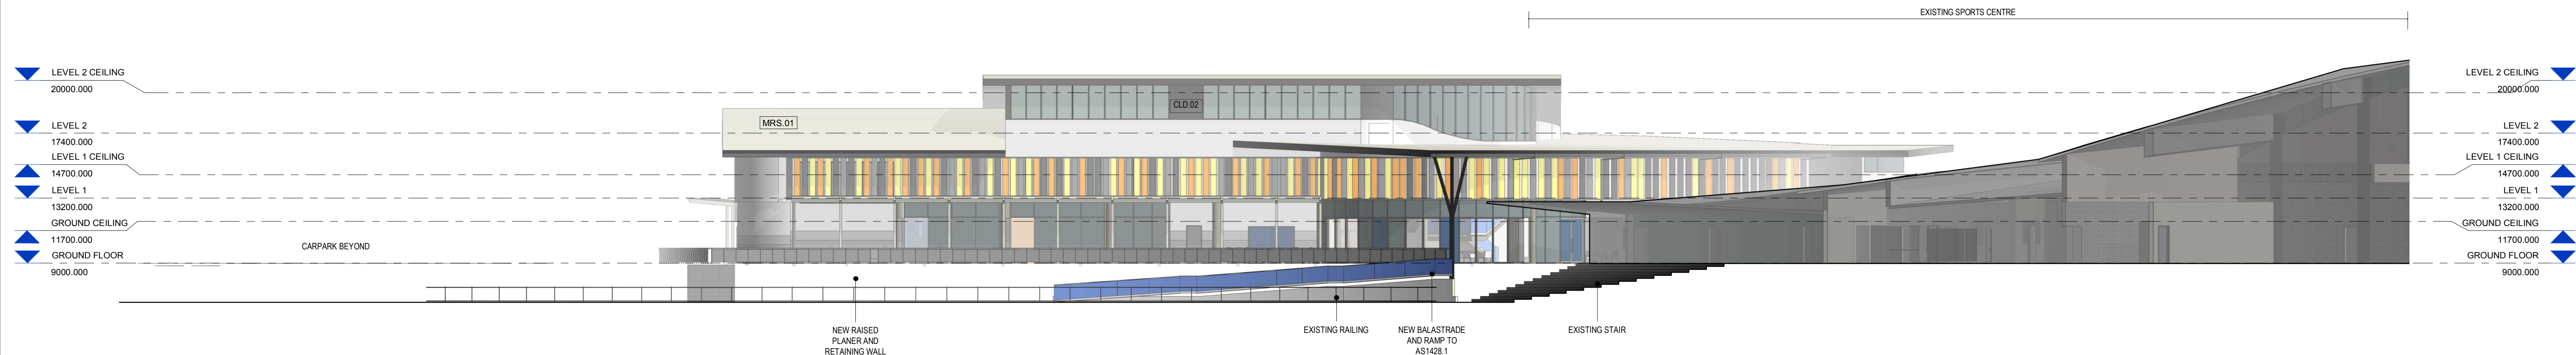 EXISTING SPORTS CENTRE
LEVEL 2 CEILING
20000.000
LEVEL 2
17400.000
LEVEL 1 CEILING
14700.000
LEVEL 1
13200.000
GROUND CEILING
11700.000
GROUND FLOOR
9000.000
CARPARK BEYOND
MRS.01
CLD.02
NEW RAISED
PLANER AND
RETAINING WALL
EXISTING RAILING
NEW BALASTRADE
AND RAMP TO
AS1428.1
EXISTING STAIR
LEVEL 2 CEILING
20000.000
LEVEL 2
17400.000
LEVEL 1 CEILING
14700.000
LEVEL 1
13200.000
GROUND CEILING
11700.000
GROUND FLOOR
9000.000